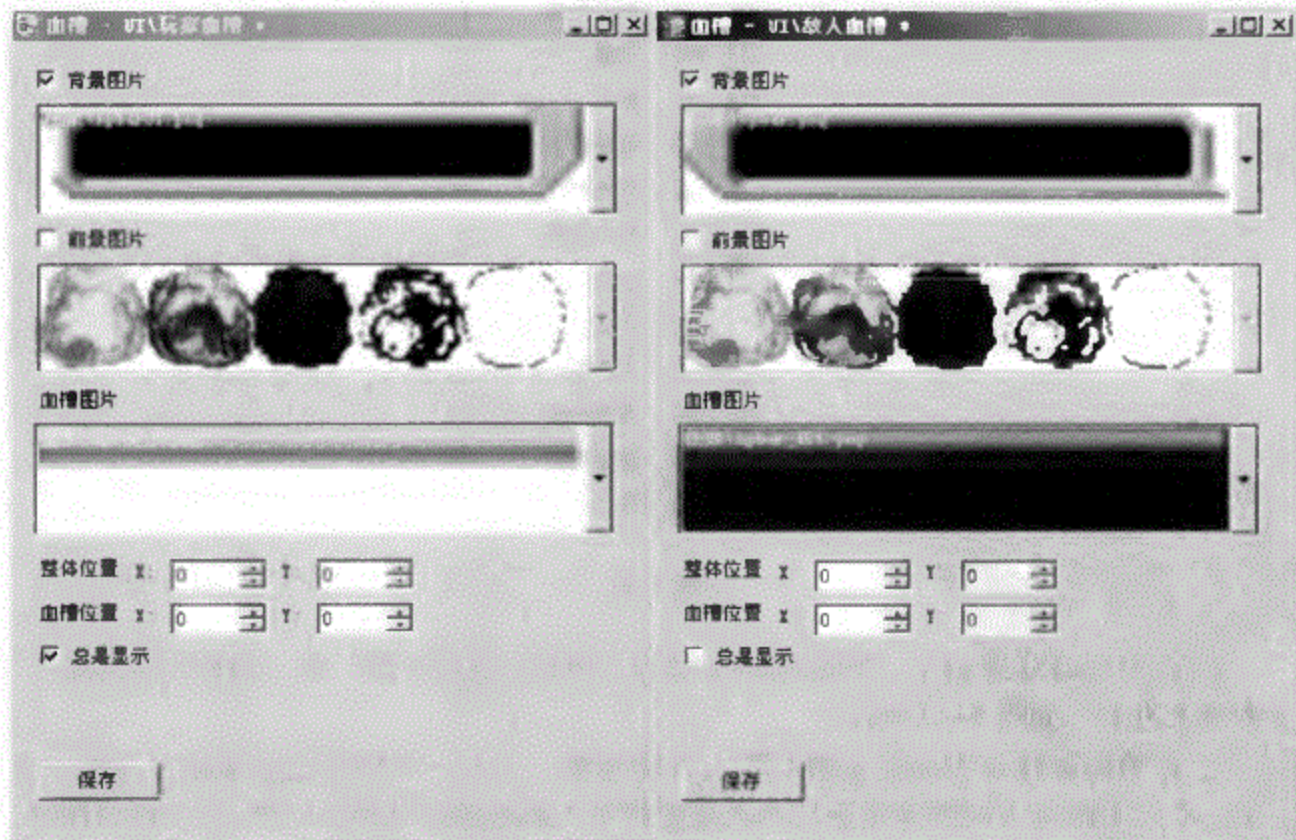 血槽 - UI\玩家血槽 *
背景图片
前景图片
血槽图片
整体位置 X: 0 Y: 0
血槽位置 X: 0 Y: 0
总是显示
保存
血槽 - UI\敌人血槽 *
背景图片
前景图片
血槽图片
整体位置 X 0 Y 0
血槽位置 X 0 Y 0
总是显示
保存